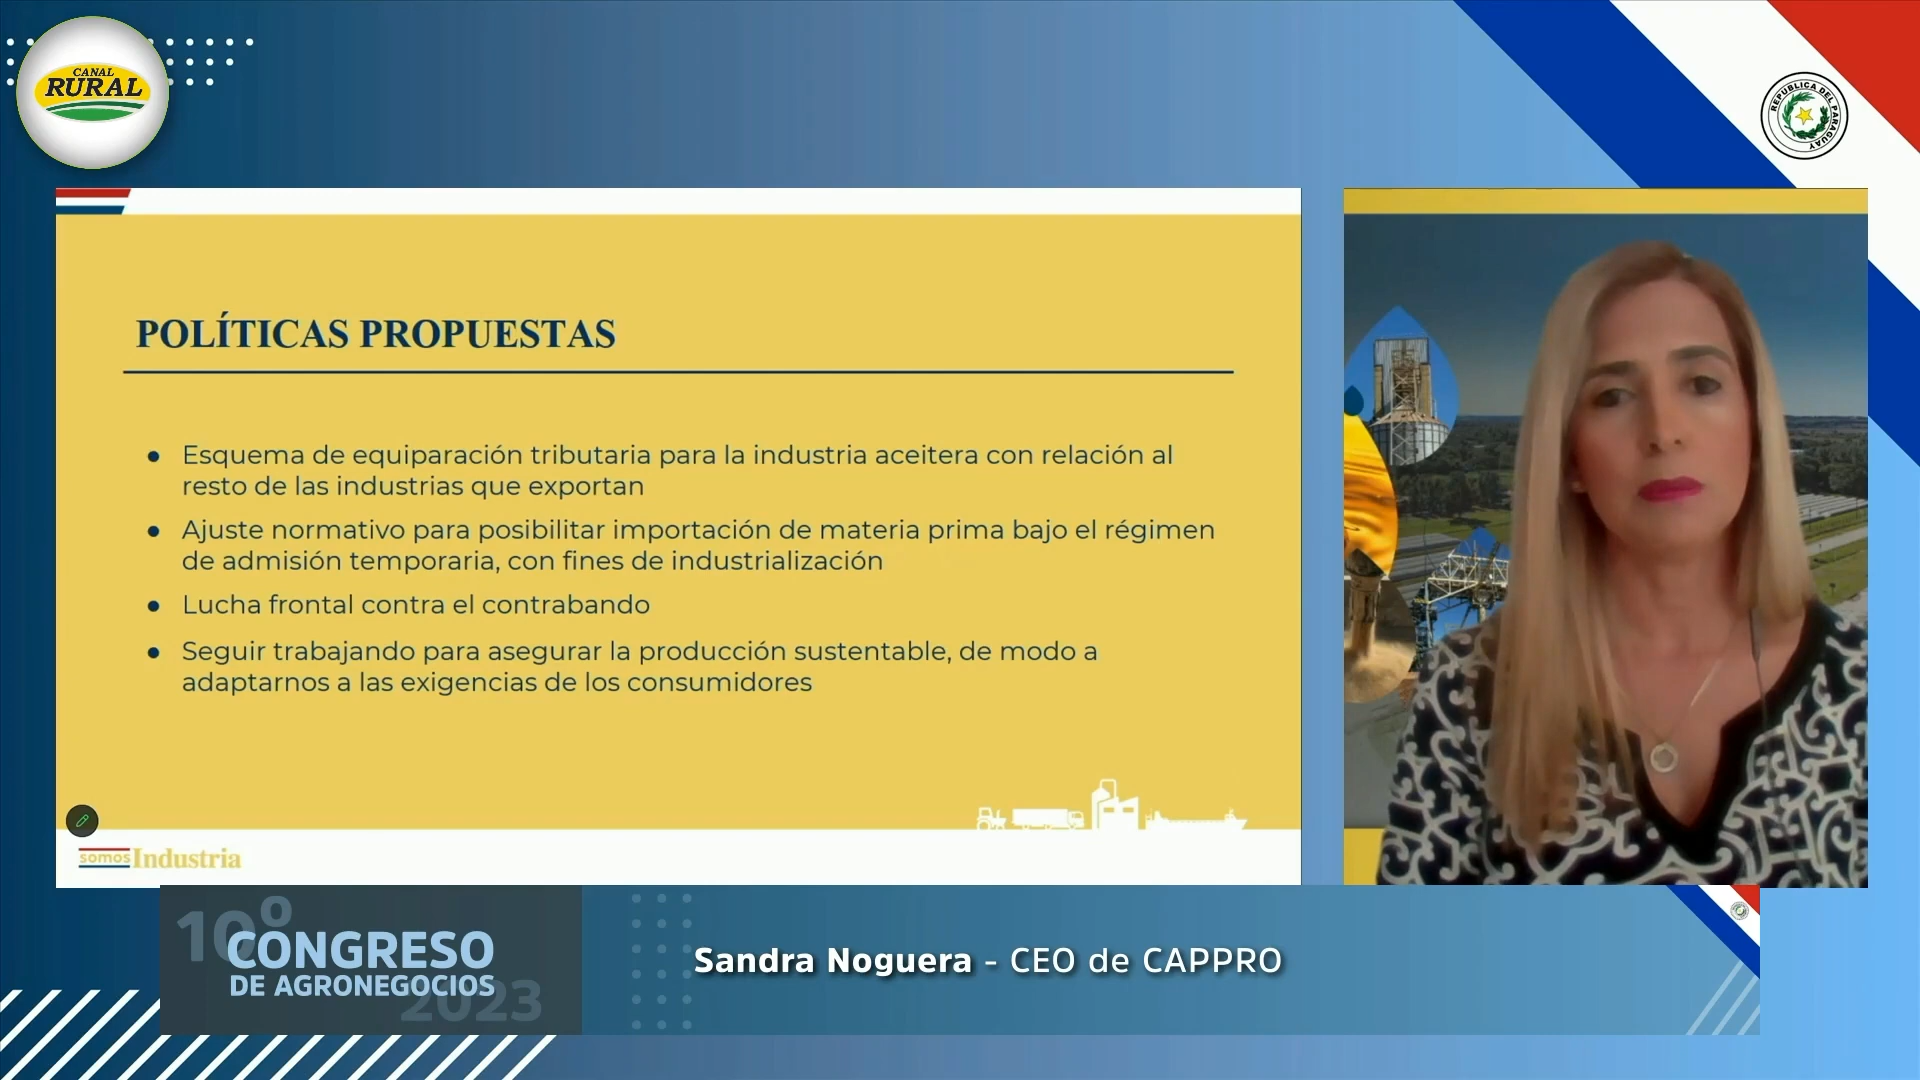 CANAL
RURAL
REPUBLICA DEL PARAGUAY
POLÍTICAS PROPUESTAS
● Esquema de equiparación tributaria para la industria aceitera con relación al
resto de las industrias que exportan
● Ajuste normativo para posibilitar importación de materia prima bajo el régimen
de admisión temporaria, con fines de industrialización
● Lucha frontal contra el contrabando
● Seguir trabajando para asegurar la producción sustentable, de modo a
adaptarnos a las exigencias de los consumidores
somos Industria
10º
CONGRESO
DE AGRONEGOCIOS
2023
Sandra Noguera - CEO de CAPPRO